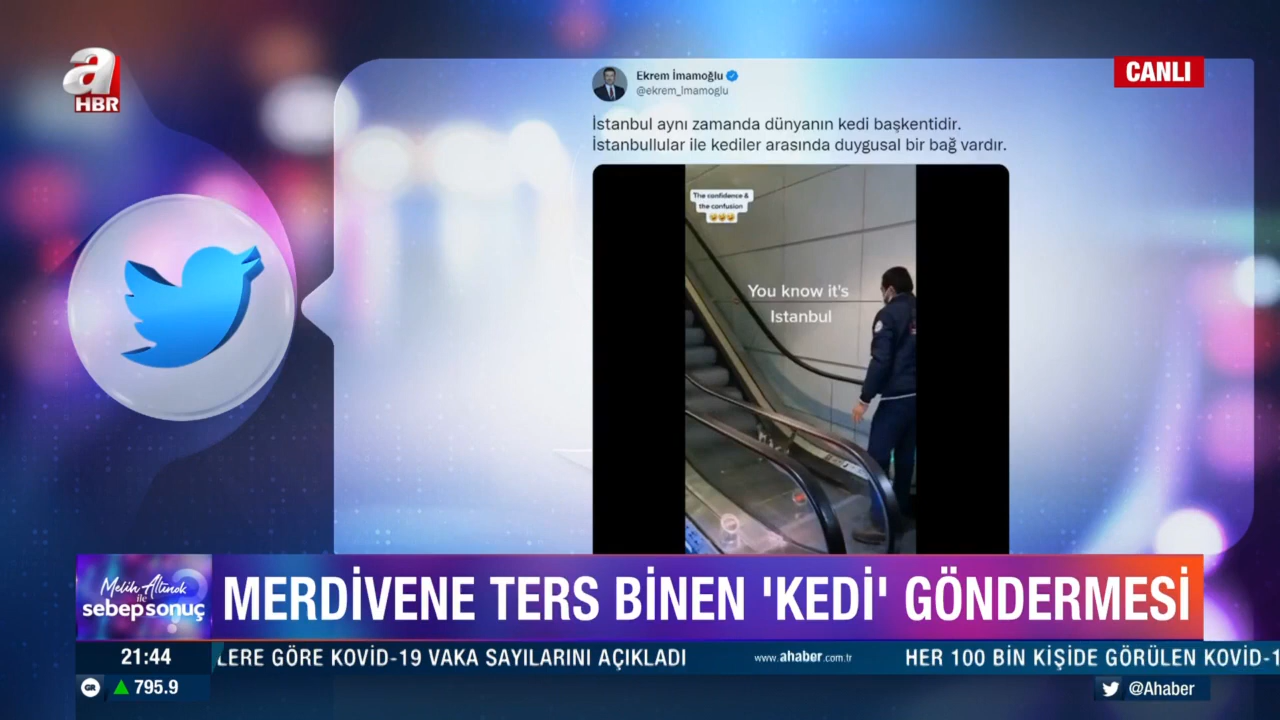 a
HBR
CANLI
Ekrem İmamoğlu
@ekrem_imamoglu
İstanbul aynı zamanda dünyanın kedi başkentidir.
İstanbullular ile kediler arasında duygusal bir bağ vardır.
The confidence &
the confusion
You know it's
Istanbul
Melih Altınok
ile
sebep sonuç
MERDİVENE TERS BİNEN 'KEDİ' GÖNDERMESİ
21:44
LERE GÖRE KOVİD-19 VAKA SAYILARINI AÇIKLADI
www.ahaber.com.tr
HER 100 BİN KİŞİDE GÖRÜLEN KOVİD-1
GR
795.9
@Ahaber